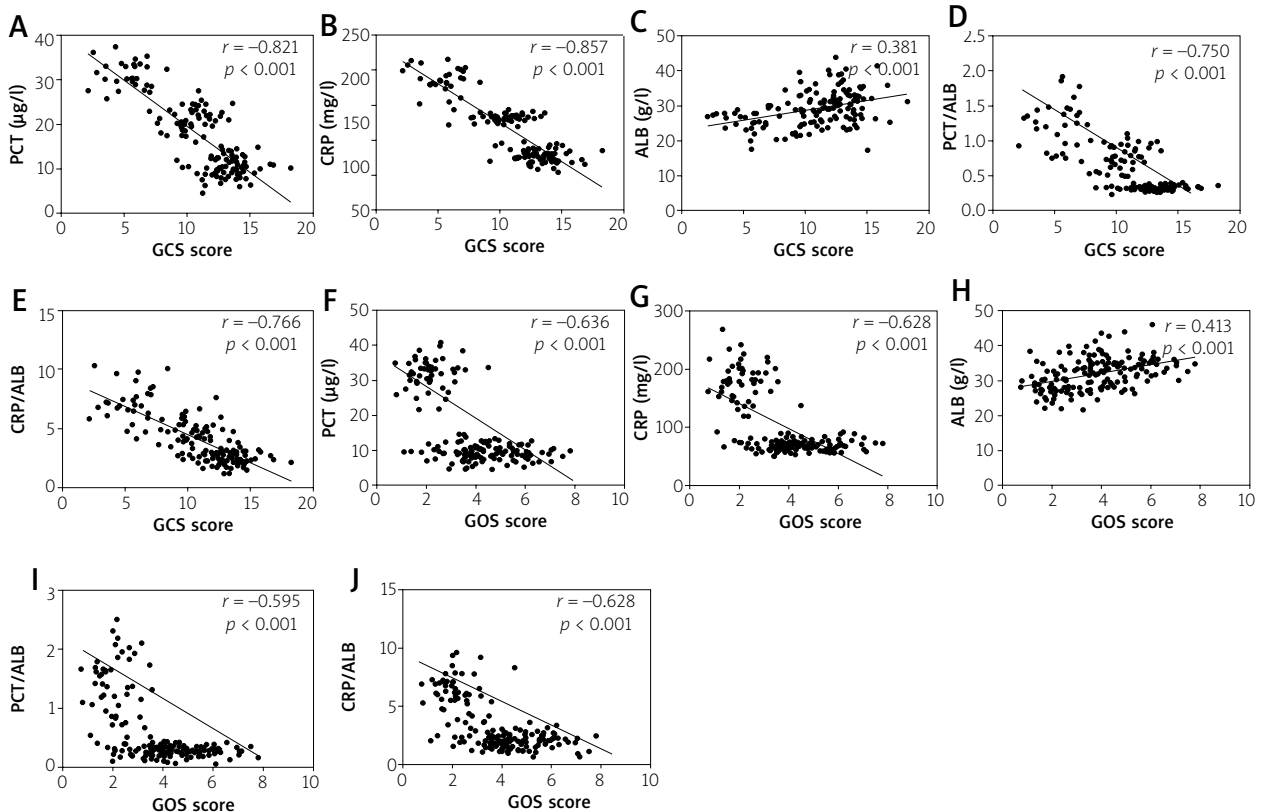 A
r = −0.821
p < 0.001
PCT (µg/l)
40
30
20
10
0
0 5 10 15 20
GCS score
B
r = −0.857
p < 0.001
CRP (mg/l)
250
200
150
100
50
0 5 10 15 20
GCS score
C
r = 0.381
p < 0.001
ALB (g/l)
50
40
30
20
10
0
0 5 10 15 20
GCS score
D
r = −0.750
p < 0.001
PCT/ALB
2.5
2.0
1.5
1.0
0.5
0.0
0 5 10 15 20
GCS score
E
r = −0.766
p < 0.001
CRP/ALB
15
10
5
0
0 5 10 15 20
GCS score
F
r = −0.636
p < 0.001
PCT (µg/l)
50
40
30
20
10
0
0 2 4 6 8 10
GOS score
G
r = −0.628
p < 0.001
CRP (mg/l)
300
200
100
0
0 2 4 6 8 10
GOS score
H
r = 0.413
p < 0.001
ALB (g/l)
50
40
30
20
10
0
0 2 4 6 8 10
GOS score
I
r = −0.595
p < 0.001
PCT/ALB
3
2
1
0
0 2 4 6 8 10
GOS score
J
r = −0.628
p < 0.001
CRP/ALB
15
10
5
0
0 2 4 6 8 10
GOS score